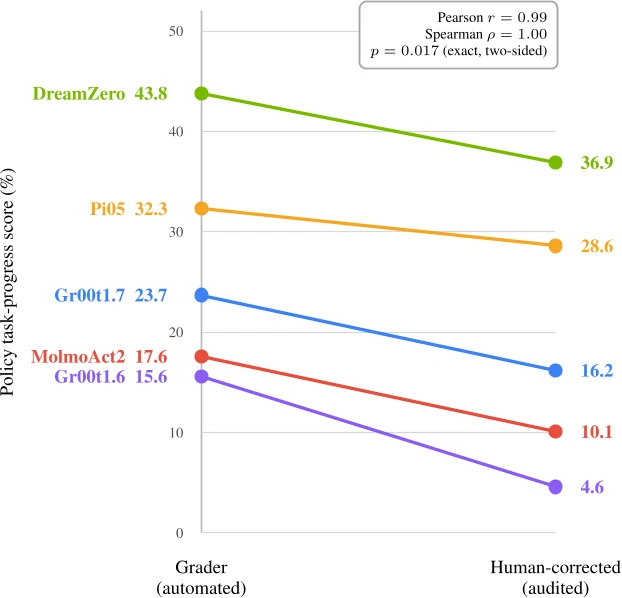 Pearson r = 0.99
Spearman ρ = 1.00
p = 0.017 (exact, two-sided)
Policy task-progress score (%)
50
40
30
20
10
0
DreamZero 43.8
36.9
Pi05 32.3
28.6
Gr00t1.7 23.7
16.2
MolmoAct2 17.6
10.1
Gr00t1.6 15.6
4.6
Grader
(automated)
Human-corrected
(audited)